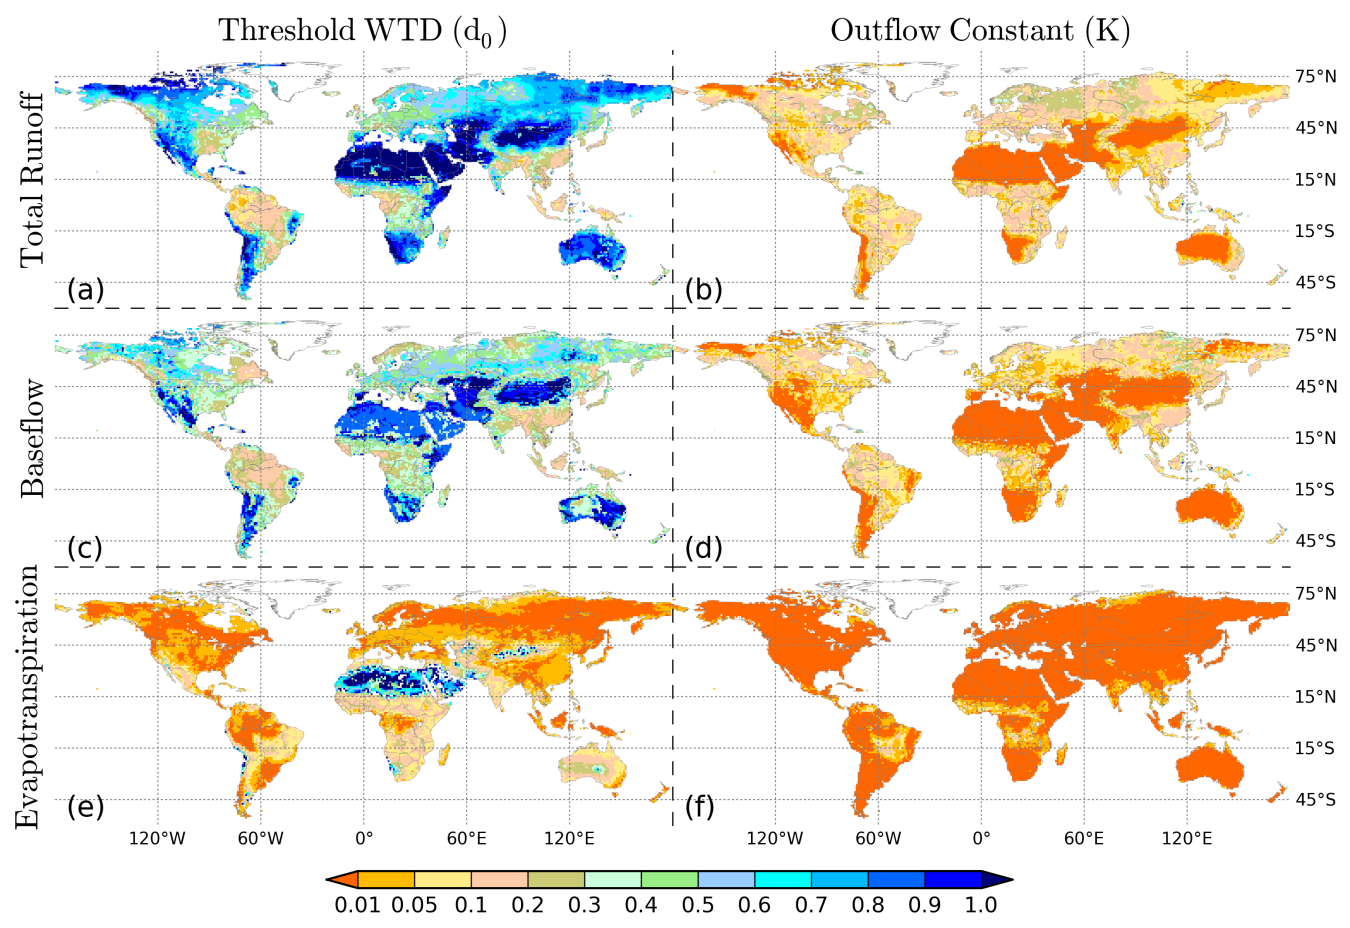 Threshold WTD (d0)
Outflow Constant (K)
Total Runoff
75°N
45°N
15°N
15°S
45°S
(a)
(b)
Baseflow
75°N
45°N
15°N
15°S
45°S
(c)
(d)
Evapotranspiration
75°N
45°N
15°N
15°S
45°S
(e)
(f)
120°W 60°W 0° 60°E 120°E 120°W 60°W 0° 60°E 120°E
0.01 0.05 0.1 0.2 0.3 0.4 0.5 0.6 0.7 0.8 0.9 1.0